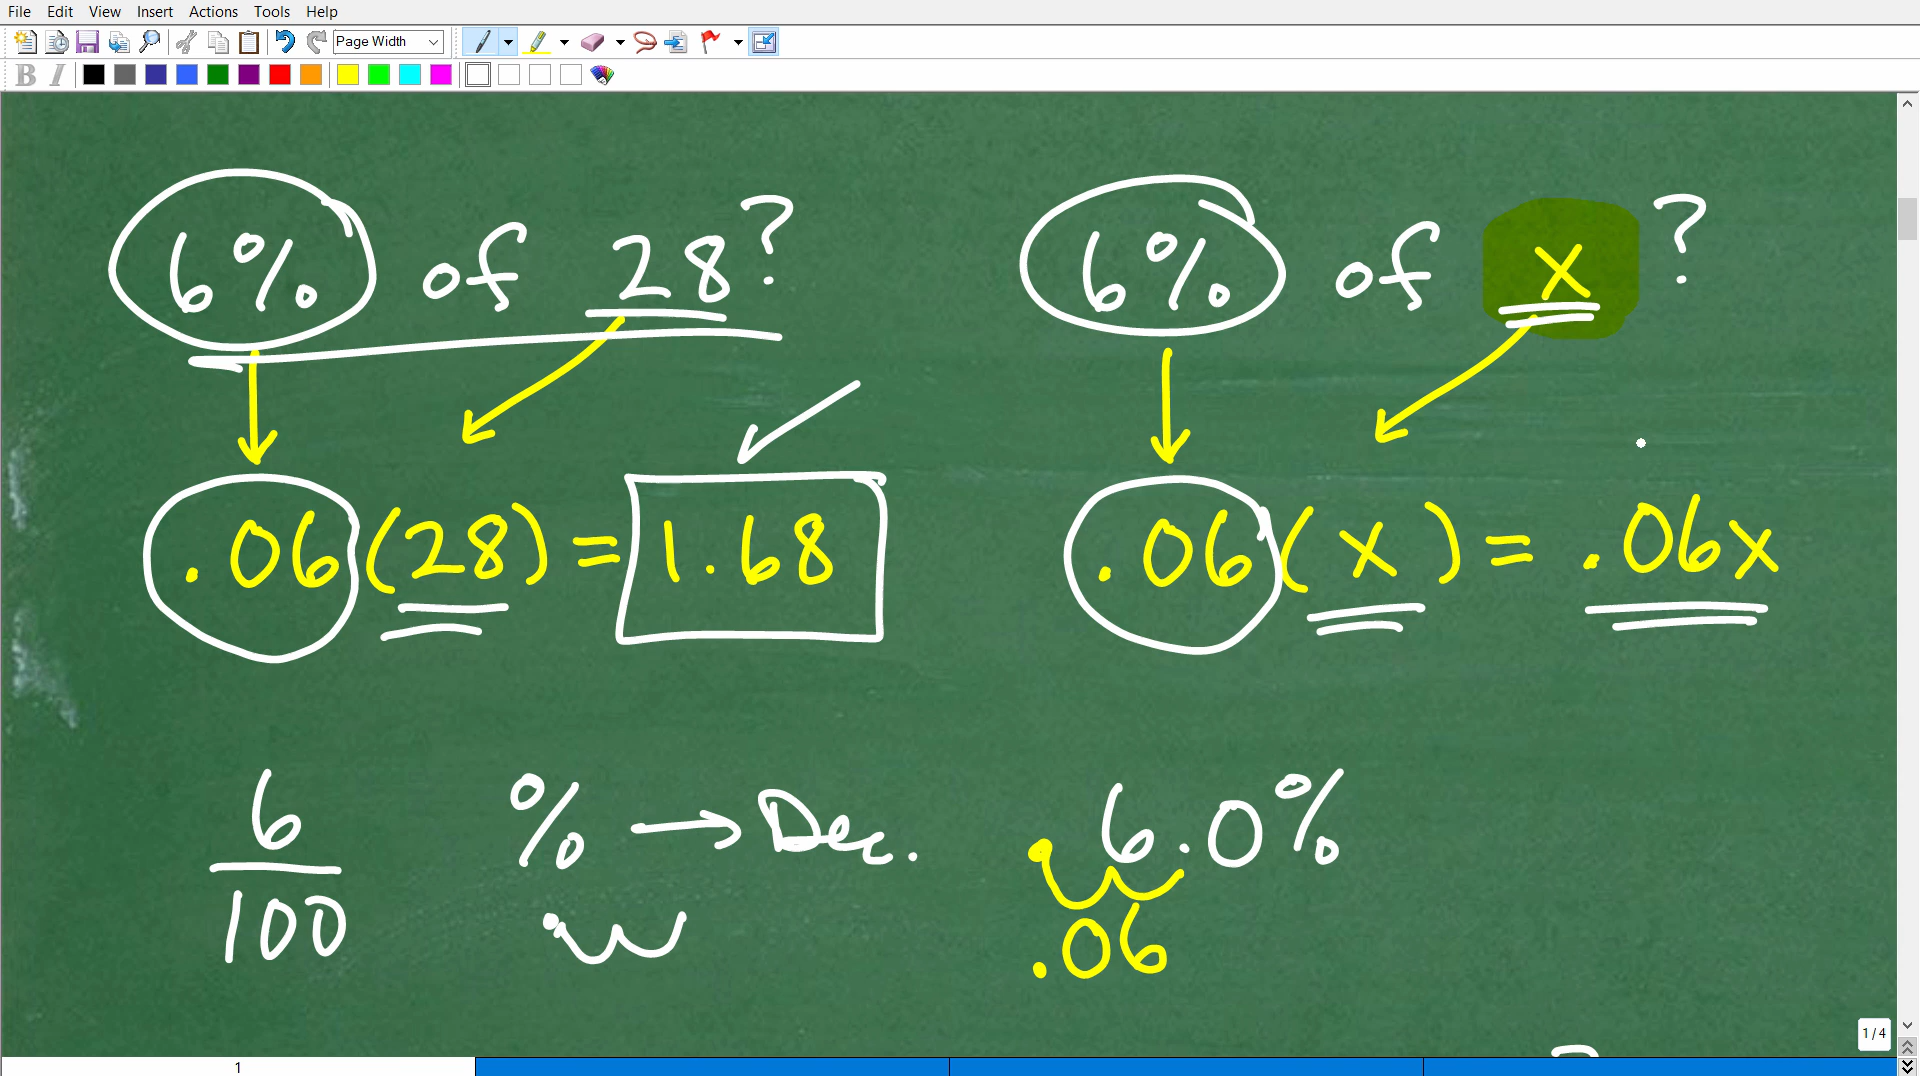 File Edit View Insert Actions Tools Help
Page Width
B I
6% of 28? 6% of x?
.06(28) = 1.68 .06(x) = .06x
6 % → Dec. 6.0%
100 .06
1 / 4
1